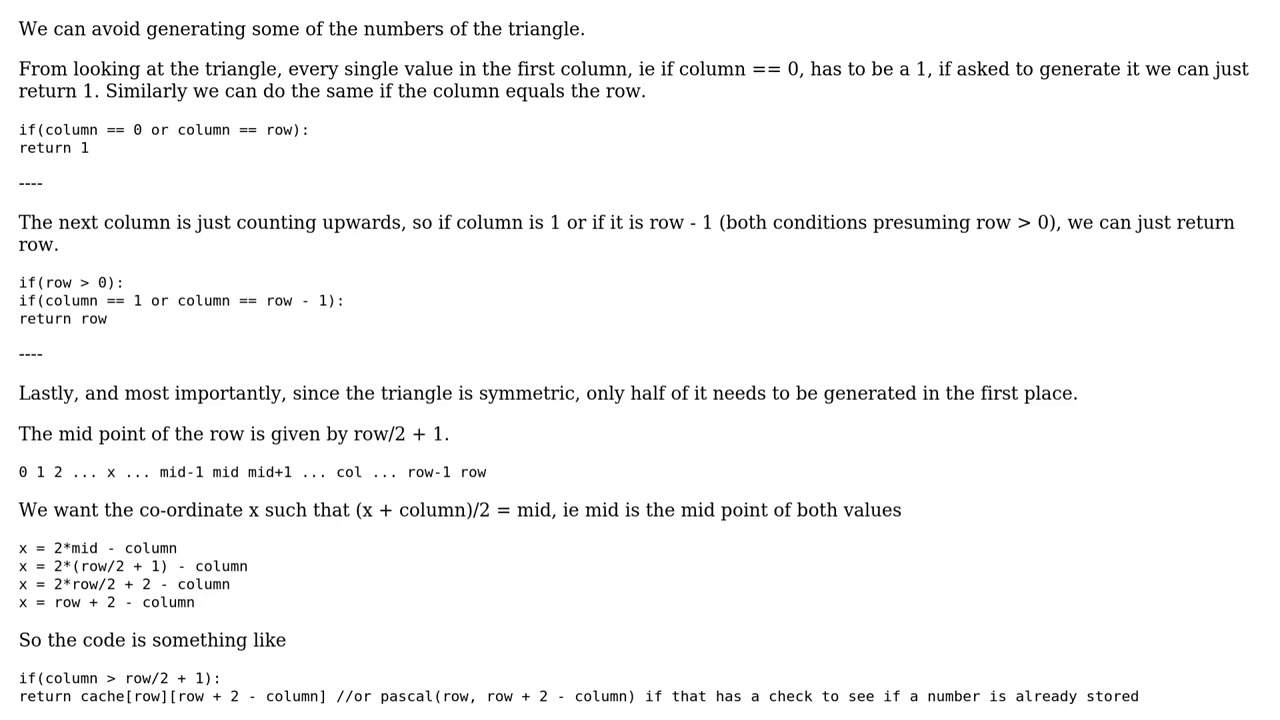 We can avoid generating some of the numbers of the triangle.
From looking at the triangle, every single value in the first column, ie if column == 0, has to be a 1, if asked to generate it we can just
return 1. Similarly we can do the same if the column equals the row.
if(column == 0 or column == row):
return 1
----
The next column is just counting upwards, so if column is 1 or if it is row - 1 (both conditions presuming row > 0), we can just return
row.
if(row > 0):
if(column == 1 or column == row - 1):
return row
----
Lastly, and most importantly, since the triangle is symmetric, only half of it needs to be generated in the first place.
The mid point of the row is given by row/2 + 1.
0 1 2 ... x ... mid-1 mid mid+1 ... col ... row-1 row
We want the co-ordinate x such that (x + column)/2 = mid, ie mid is the mid point of both values
x = 2*mid - column
x = 2*(row/2 + 1) - column
x = 2*row/2 + 2 - column
x = row + 2 - column
So the code is something like
if(column > row/2 + 1):
return cache[row][row + 2 - column] //or pascal(row, row + 2 - column) if that has a check to see if a number is already stored